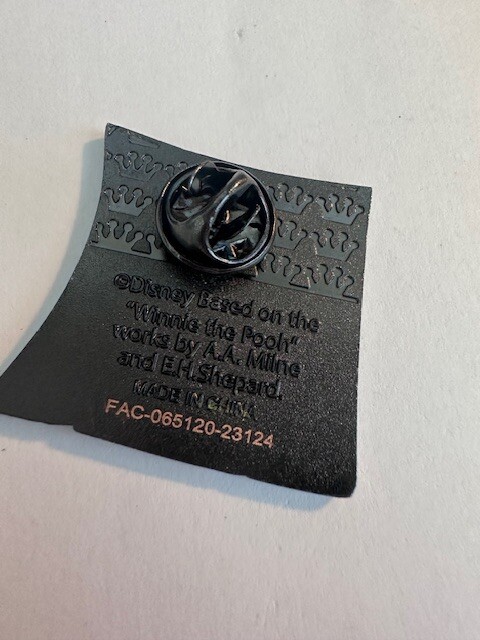 ©Disney Based on the
"Winnie the Pooh"
works by A.A. Milne
and E.H.Shepard.
MADE IN CHINA
FAC-065120-23124